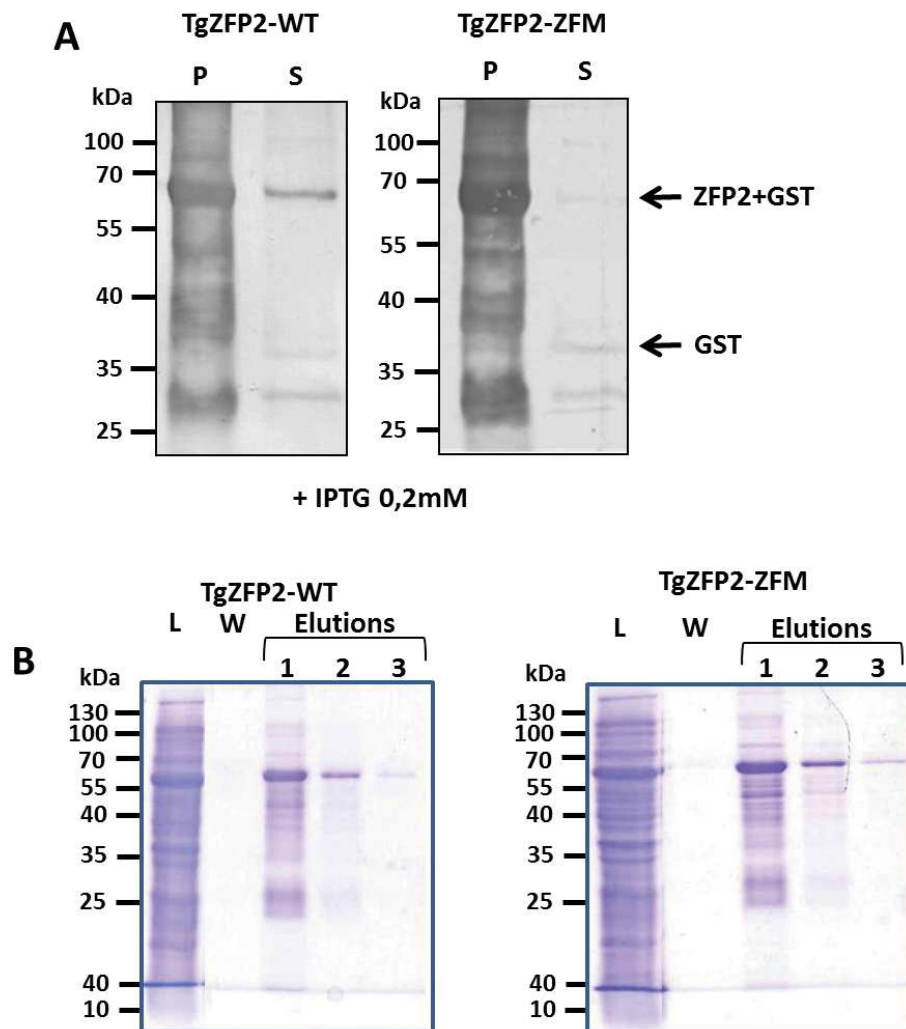 A
TgZFP2-WT
TgZFP2-ZFM
P S
P S
kDa
100
70
55
40
35
25
kDa
100
70
55
40
35
25
ZFP2+GST
GST
+ IPTG 0,2mM
B
TgZFP2-WT
L W Elutions
1 2 3
kDa
130
100
70
55
40
35
25
40
10
TgZFP2-ZFM
L W Elutions
1 2 3
kDa
130
100
70
55
40
35
25
40
10